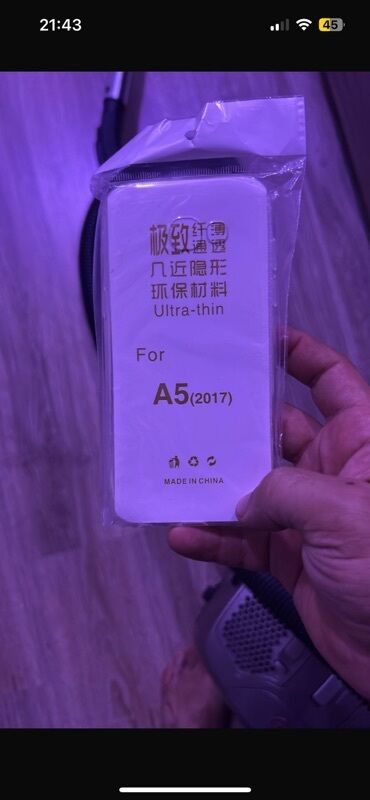 21:43
45
极致纤薄通透
几近隐形
环保材料
Ultra-thin
For
A5(2017)
MADE IN CHINA